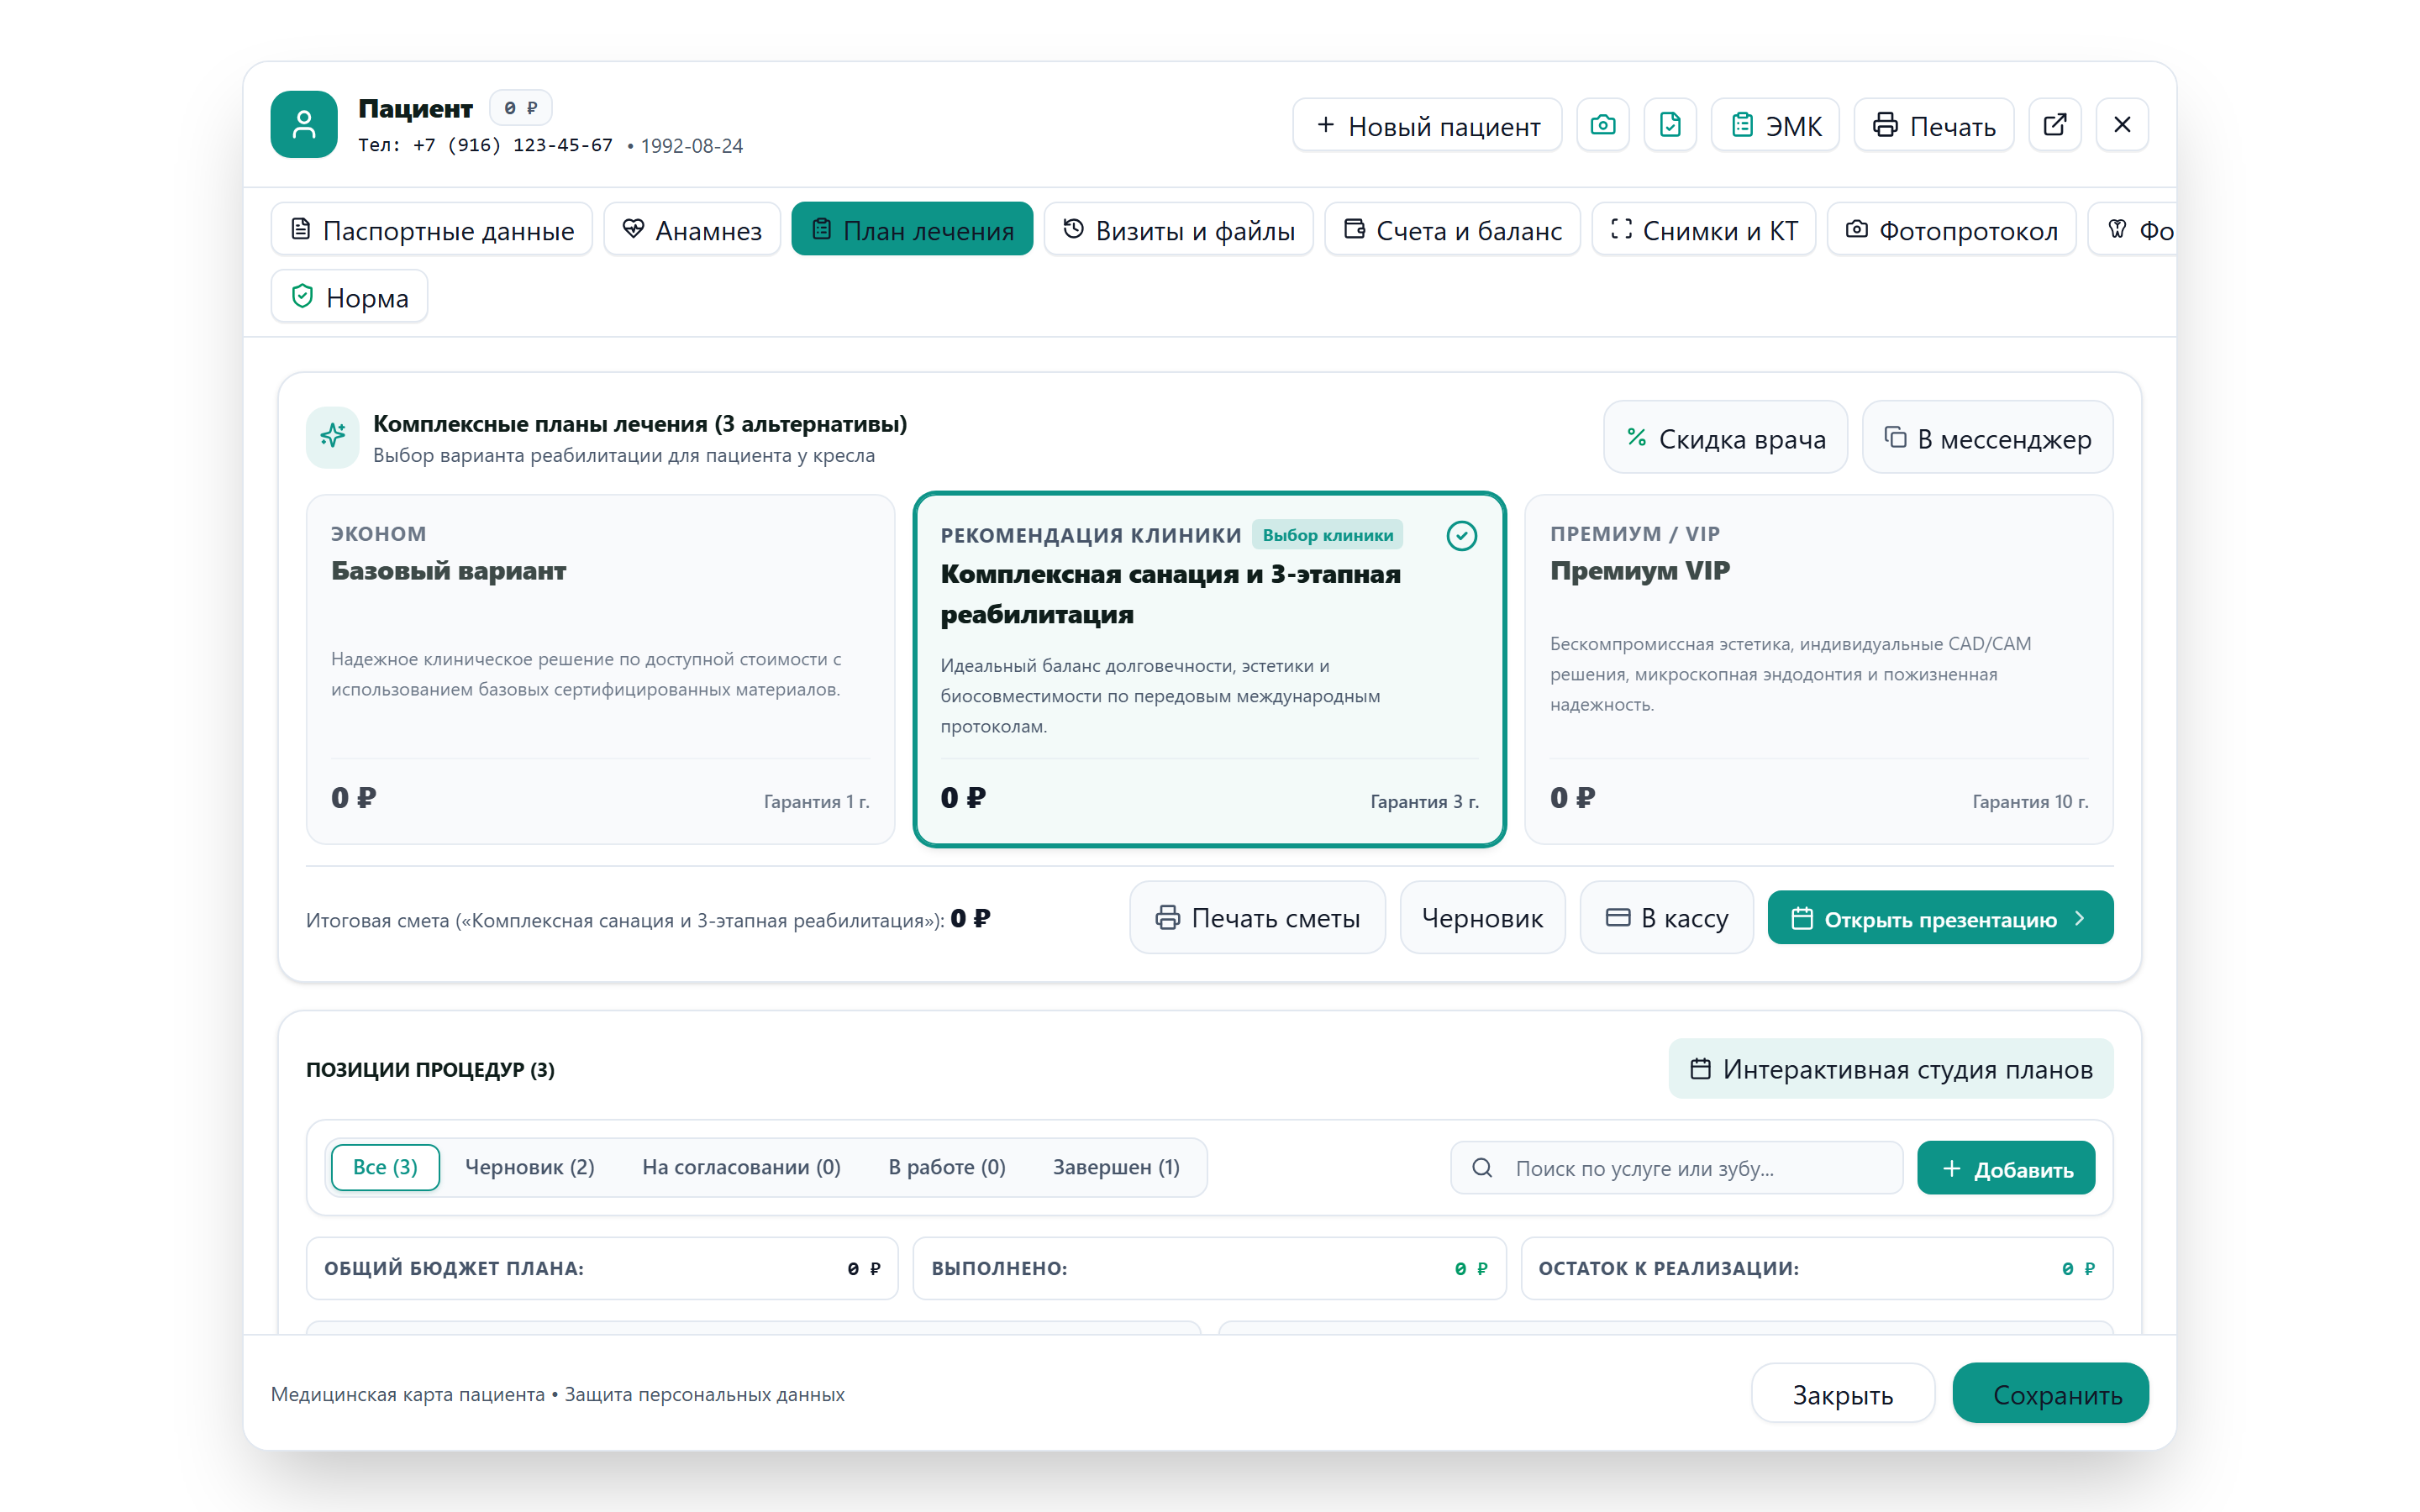 Пациент 0 ₽
Тел: +7 (916) 123-45-67 • 1992-08-24
Новый пациент
ЭМК
Печать
Паспортные данные
Анамнез
План лечения
Визиты и файлы
Счета и баланс
Снимки и КТ
Фотопротокол
Фо
Норма
Комплексные планы лечения (3 альтернативы)
Выбор варианта реабилитации для пациента у кресла
Скидка врача
В мессенджер
ЭКОНОМ
Базовый вариант
Надежное клиническое решение по доступной стоимости с
использованием базовых сертифицированных материалов.
0 ₽
Гарантия 1 г.
РЕКОМЕНДАЦИЯ КЛИНИКИ Выбор клиники
Комплексная санация и 3-этапная
реабилитация
Идеальный баланс долговечности, эстетики и
биосовместимости по передовым международным
протоколам.
0 ₽
Гарантия 3 г.
ПРЕМИУМ / VIP
Премиум VIP
Бескомпромиссная эстетика, индивидуальные CAD/CAM
решения, микроскопная эндодонтия и пожизненная
надежность.
0 ₽
Гарантия 10 г.
Итоговая смета («Комплексная санация и 3-этапная реабилитация»): 0 ₽
Печать сметы
Черновик
В кассу
Открыть презентацию
ПОЗИЦИИ ПРОЦЕДУР (3)
Интерактивная студия планов
Все (3)
Черновик (2)
На согласовании (0)
В работе (0)
Завершен (1)
Поиск по услуге или зубу...
Добавить
ОБЩИЙ БЮДЖЕТ ПЛАНА: 0 ₽
ВЫПОЛНЕНО: 0 ₽
ОСТАТОК К РЕАЛИЗАЦИИ: 0 ₽
Медицинская карта пациента • Защита персональных данных
Закрыть
Сохранить